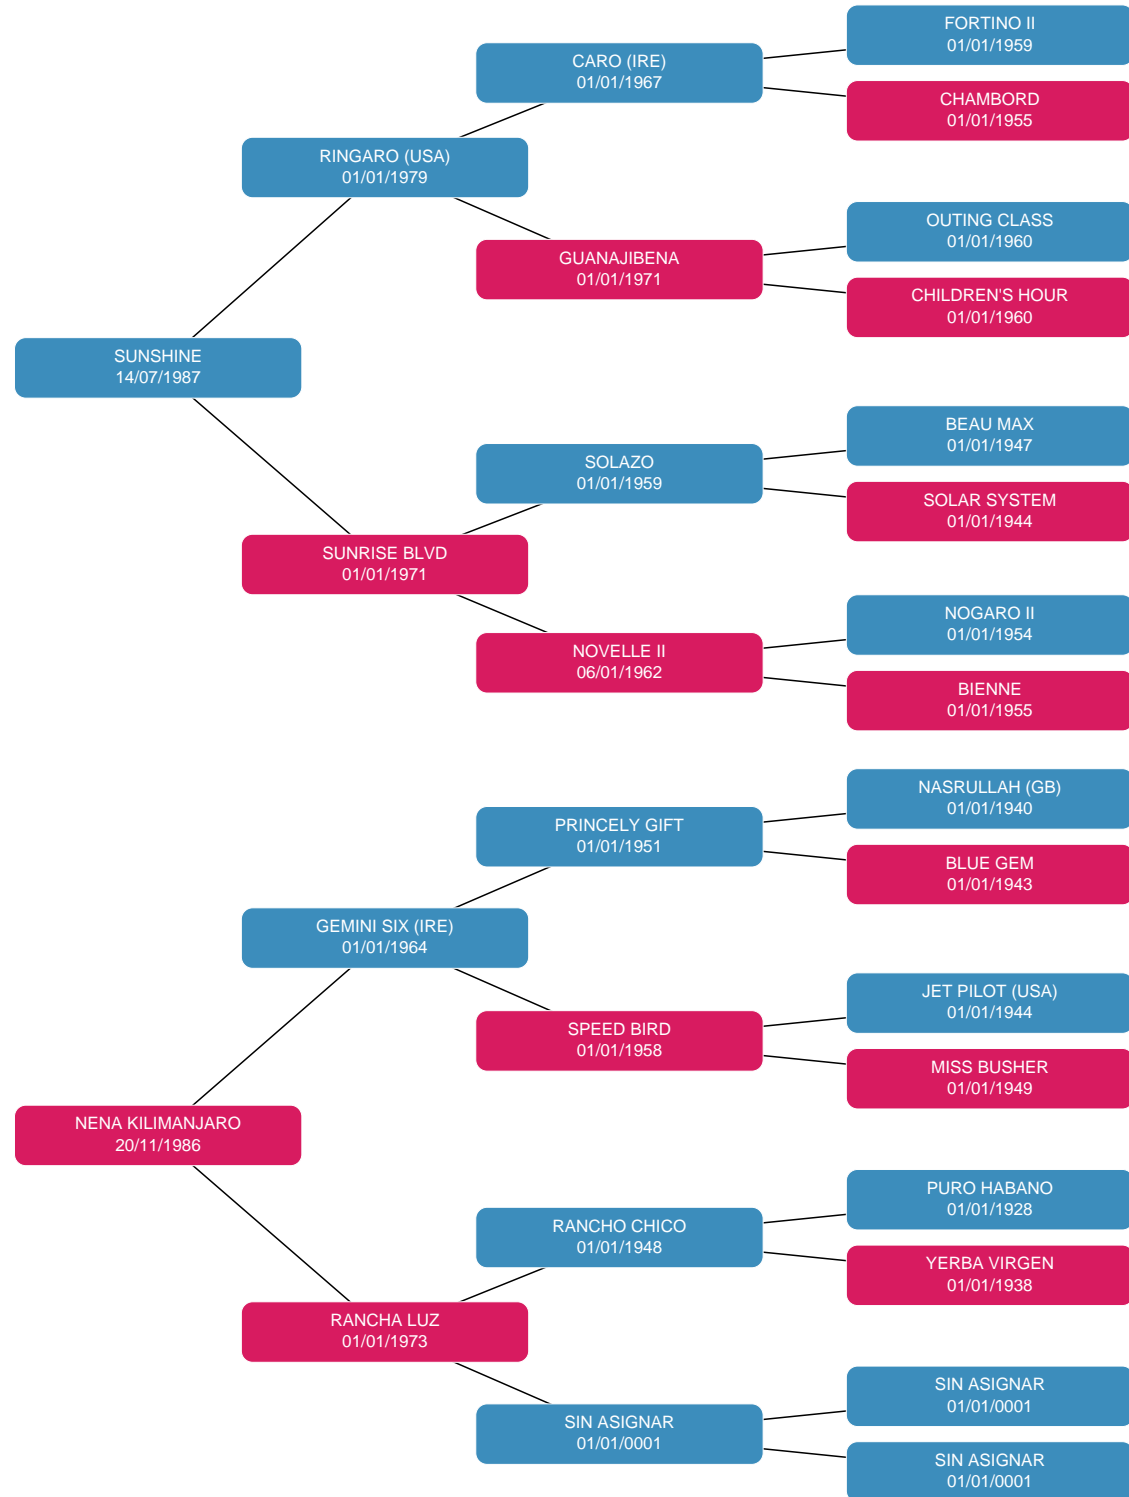 FORTINO II
01/01/1959
CARO (IRE)
01/01/1967
CHAMBORD
01/01/1955
RINGARO (USA)
01/01/1979
OUTING CLASS
01/01/1960
GUANAJIBENA
01/01/1971
CHILDREN'S HOUR
01/01/1960
SUNSHINE
14/07/1987
BEAU MAX
01/01/1947
SOLAZO
01/01/1959
SOLAR SYSTEM
01/01/1944
SUNRISE BLVD
01/01/1971
NOGARO II
01/01/1954
NOVELLE II
06/01/1962
BIENNE
01/01/1955
NASRULLAH (GB)
01/01/1940
PRINCELY GIFT
01/01/1951
BLUE GEM
01/01/1943
GEMINI SIX (IRE)
01/01/1964
JET PILOT (USA)
01/01/1944
SPEED BIRD
01/01/1958
MISS BUSHER
01/01/1949
NENA KILIMANJARO
20/11/1986
PURO HABANO
01/01/1928
RANCHO CHICO
01/01/1948
YERBA VIRGEN
01/01/1938
RANCHA LUZ
01/01/1973
SIN ASIGNAR
01/01/0001
SIN ASIGNAR
01/01/0001
SIN ASIGNAR
01/01/0001